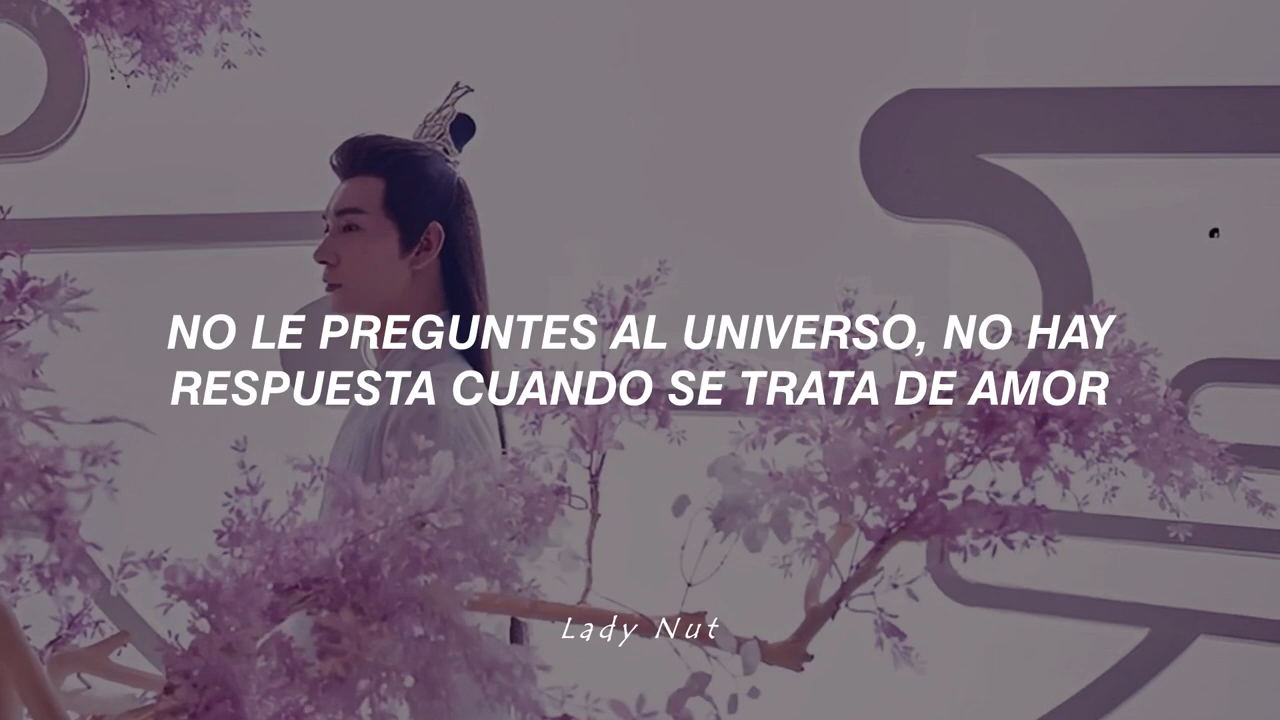 NO LE PREGUNTES AL UNIVERSO, NO HAY
RESPUESTA CUANDO SE TRATA DE AMOR
Lady Nut